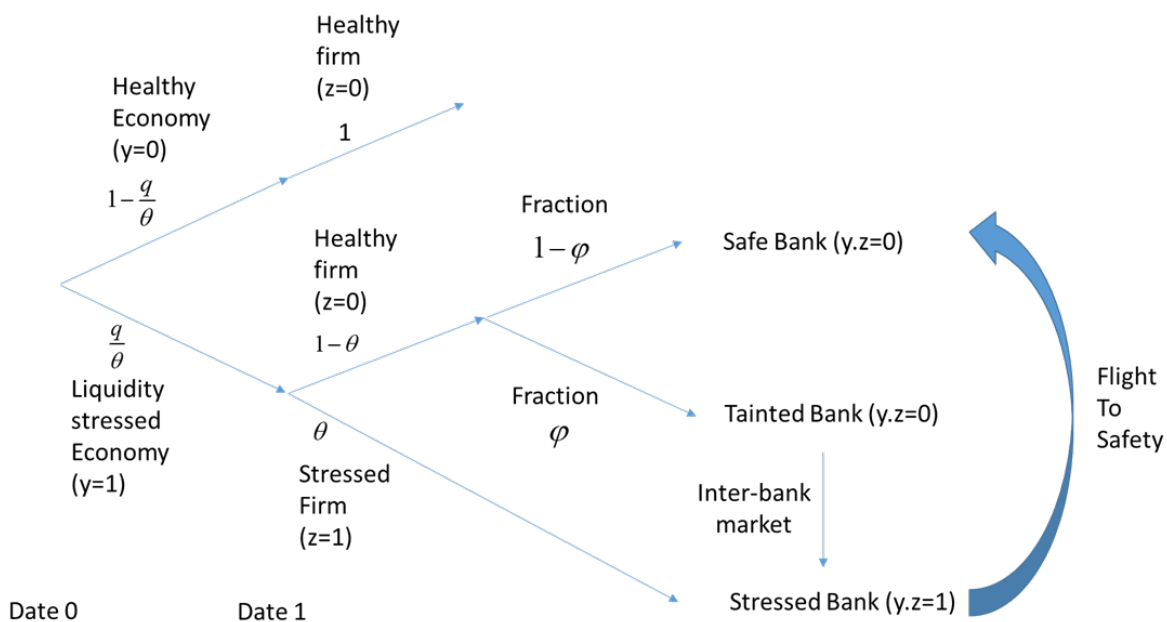 Healthy
firm
(z=0)
1
Healthy
Economy
(y=0)
1-q/θ
Fraction
1-φ
Healthy
firm
(z=0)
1-θ
Safe Bank (y.z=0)
q/θ
Liquidity
stressed
Economy
(y=1)
Fraction
φ
θ
Stressed
Firm
(z=1)
Tainted Bank (y.z=0)
Inter-bank
market
Stressed Bank (y.z=1)
Flight
To
Safety
Date 0
Date 1